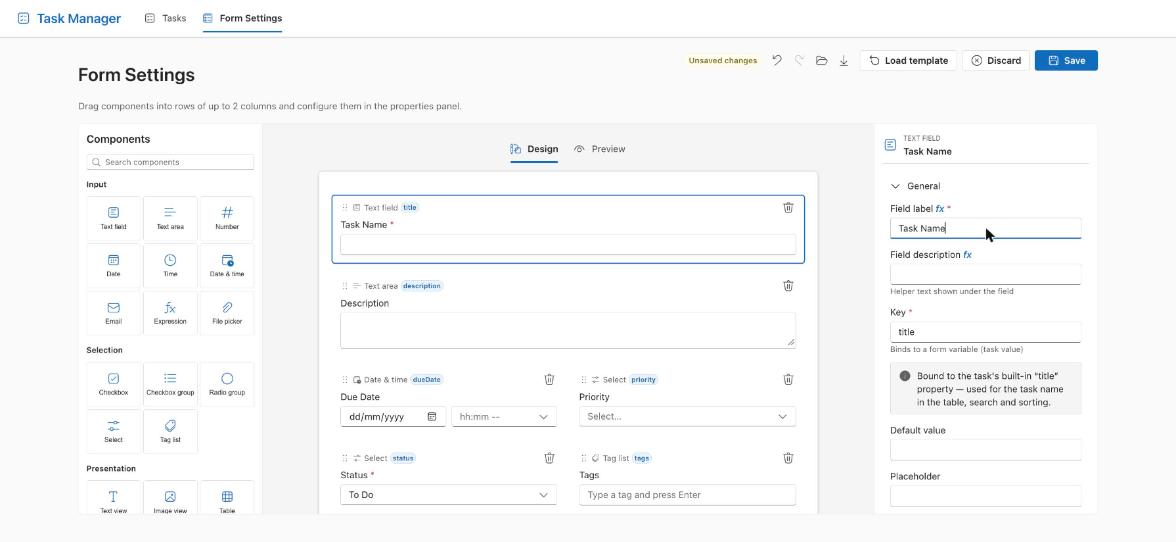 Task Manager
Tasks
Form Settings
Form Settings
Unsaved changes
Load template
Discard
Save
Drag components into rows of up to 2 columns and configure them in the properties panel.
Components
Search components
Input
Text field
Text area
Number
Date
Time
Date & time
Email
Expression
File picker
Selection
Checkbox
Checkbox group
Radio group
Select
Tag list
Presentation
Text view
Image view
Table
Design
Preview
Text field title
Task Name *
Text area description
Description
Date & time dueDate
Due Date
dd/mm/yyyy
hh:mm --
Select priority
Priority
Select...
Select status
Status *
To Do
Tag list tags
Tags
Type a tag and press Enter
TEXT FIELD
Task Name
General
Field label fx *
Task Name
Field description fx
Helper text shown under the field
Key *
title
Binds to a form variable (task value)
Bound to the task's built-in "title"
property — used for the task name
in the table, search and sorting.
Default value
Placeholder